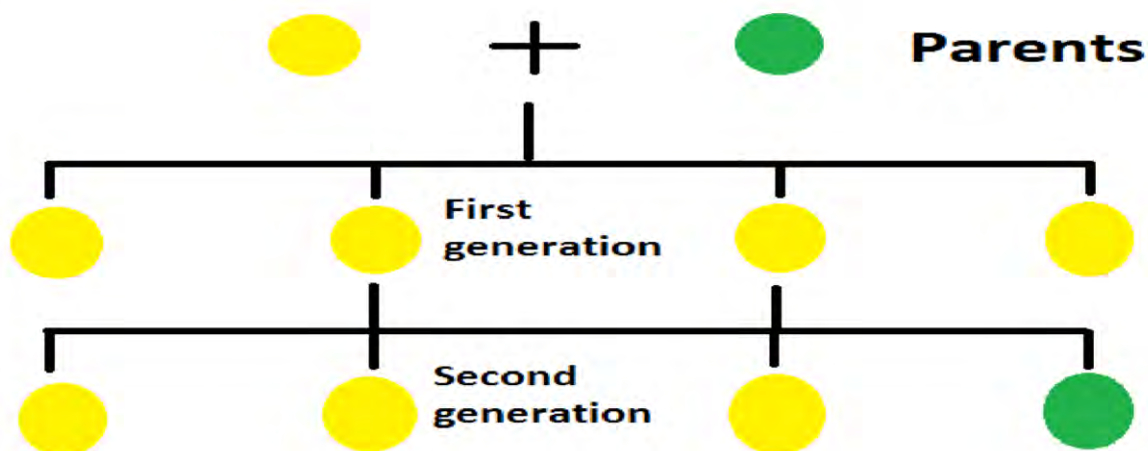 Parents
First
generation
Second
generation